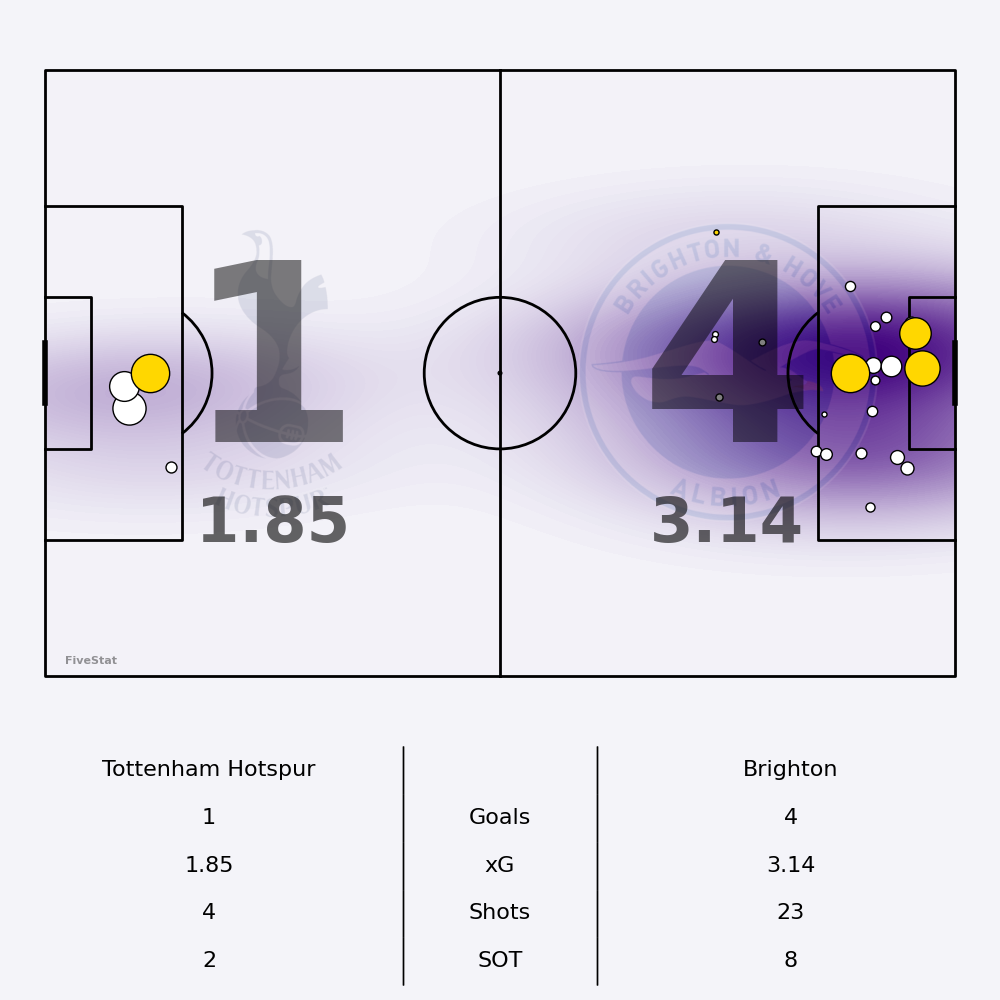 BRIGHTON & HOVE
ALBION
TOTTENHAM
HOTSPUR
1
4
1.85
3.14
FiveStat
Tottenham Hotspur
Brighton
1
Goals
4
1.85
xG
3.14
4
Shots
23
2
SOT
8